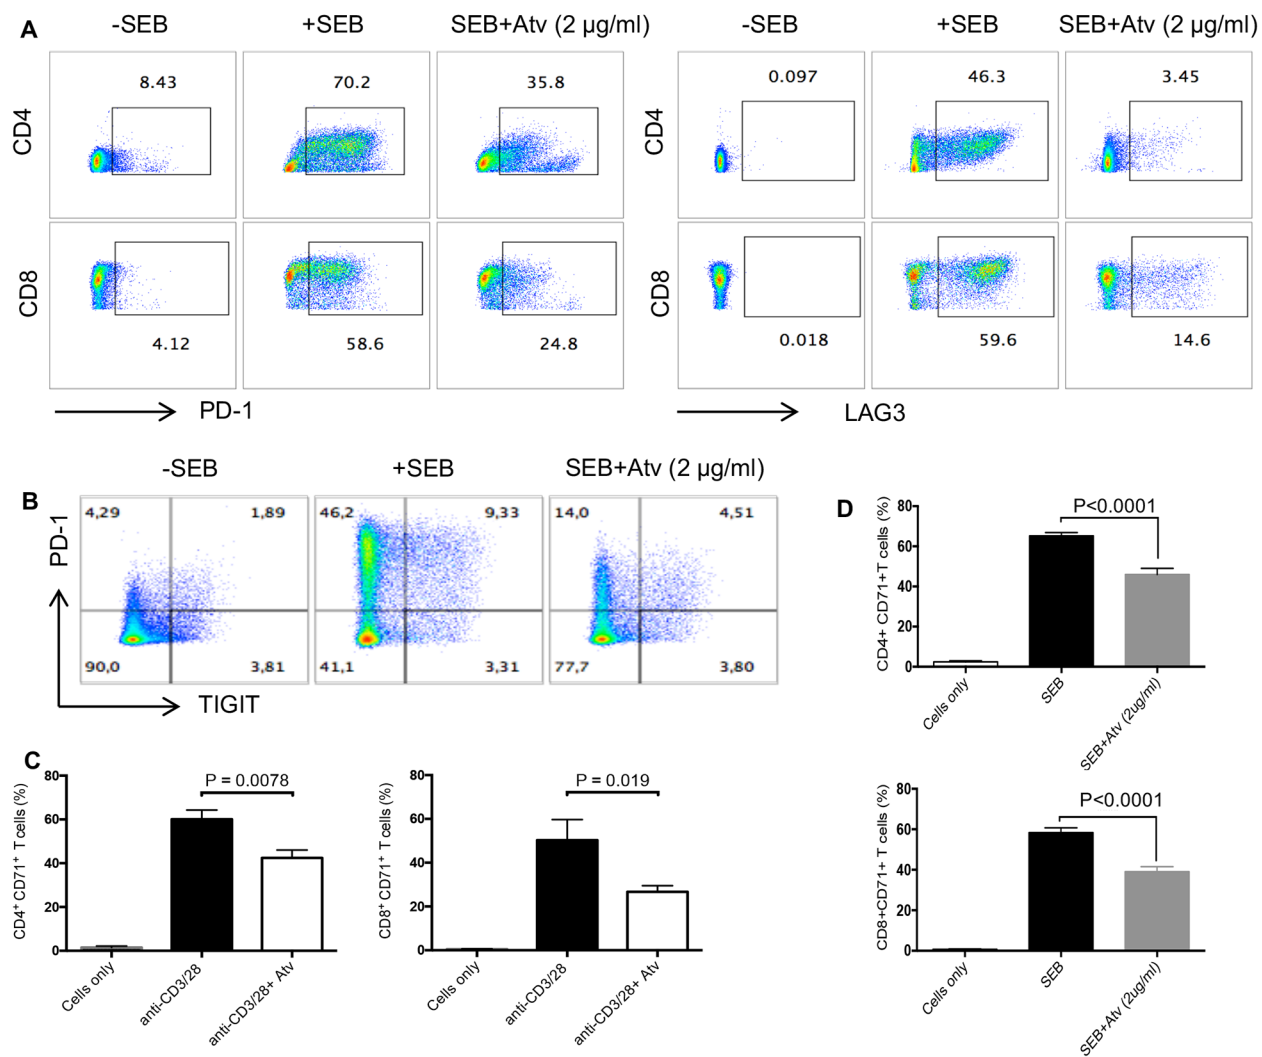 A
-SEB +SEB SEB+Atv (2 µg/ml) -SEB +SEB SEB+Atv (2 µg/ml)
CD4 8.43 70.2 35.8 CD4 0.097 46.3 3.45
CD8 4.12 58.6 24.8 CD8 0.018 59.6 14.6
PD-1 LAG3
B
-SEB +SEB SEB+Atv (2 µg/ml)
PD-1
4,29 1,89 46,2 9,33 14,0 4,51
90,0 3,81 41,1 3,31 77,7 3,80
TIGIT
C
CD4⁺ CD71⁺ T cells (%)
80
60
40
20
0
P = 0.0078
Cells only
anti-CD3/28
anti-CD3/28+ Atv
CD8⁺ CD71⁺ T cells (%)
80
60
40
20
0
P = 0.019
Cells only
anti-CD3/28
anti-CD3/28+ Atv
D
CD4+ CD71+T cells (%)
80
60
40
20
0
P<0.0001
Cells only
SEB
SEB+Atv (2ug/ml)
CD8+CD71+ T cells (%)
80
60
40
20
0
P<0.0001
Cells only
SEB
SEB+Atv (2ug/ml)